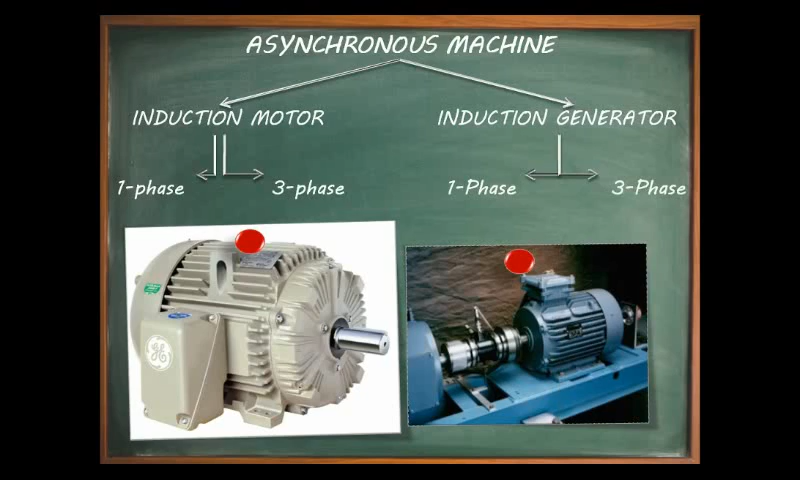 ASYNCHRONOUS MACHINE
INDUCTION MOTOR
INDUCTION GENERATOR
1-phase
3-phase
1-Phase
3-Phase